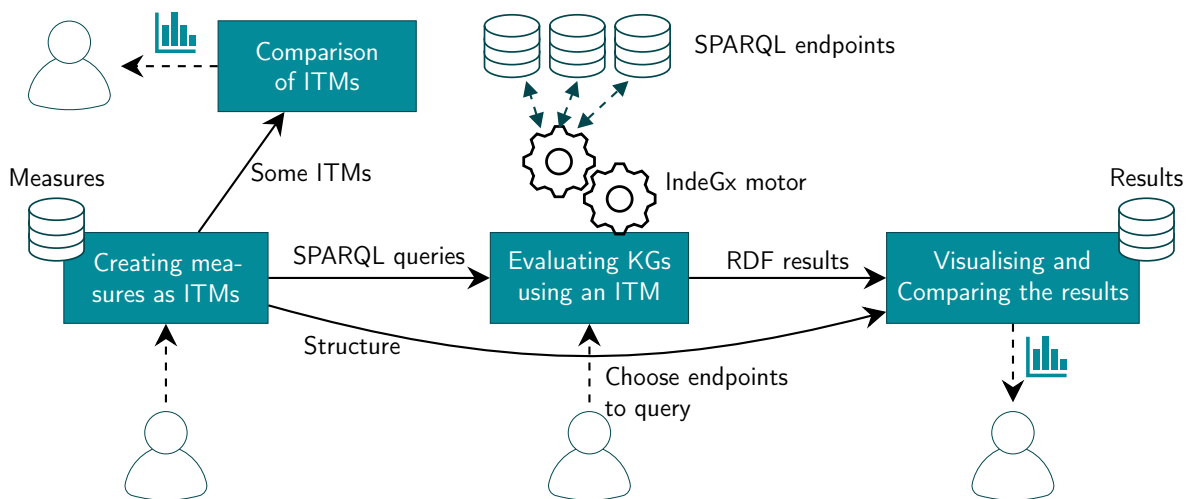 Comparison
of ITMs
SPARQL endpoints
Some ITMs
IndeGx motor
Measures
Results
Creating mea-
sures as ITMs
SPARQL queries
Evaluating KGs
using an ITM
RDF results
Visualising and
Comparing the results
Structure
Choose endpoints
to query